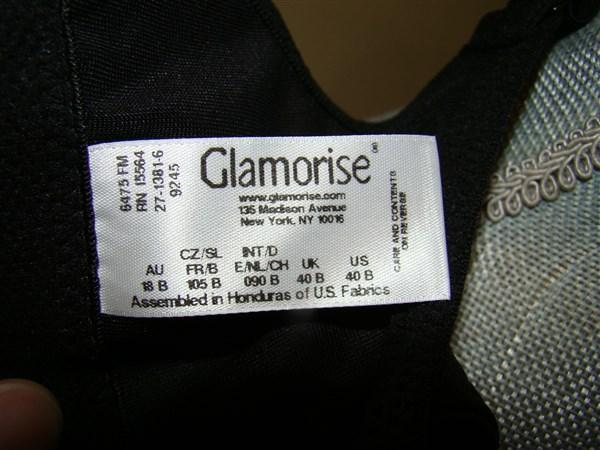 Glamorise®
www.glamorise.com
135 Madison Avenue
New York, NY 10016
6475 FM
RN 15564
27-1381-6
9245
CARE AND CONTENTS
ON REVERSE
CZ/SL INT/D
AU FR/B E/NL/CH UK US
18 B 105 B 090 B 40 B 40 B
Assembled in Honduras of U.S. Fabrics